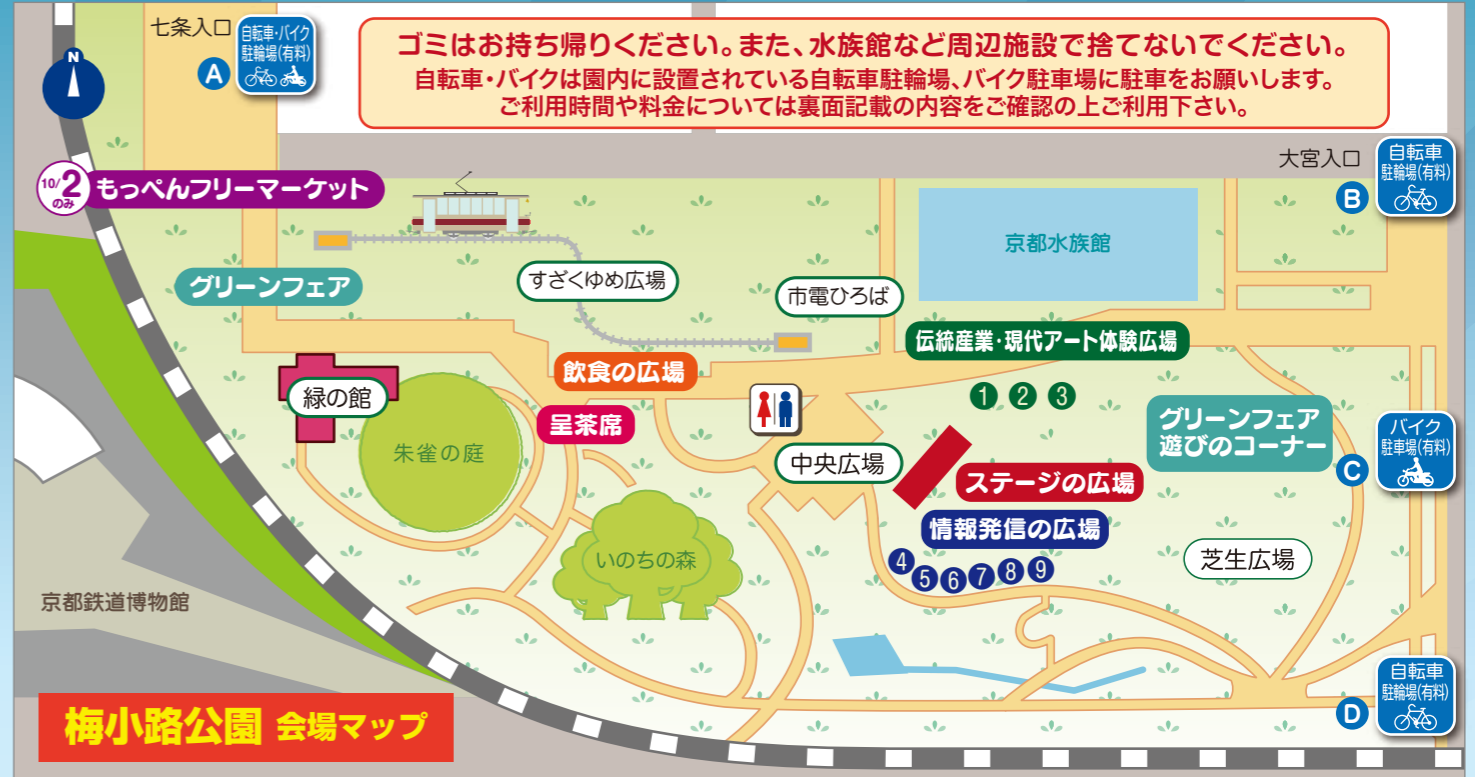 七条入口
自転車・バイク
駐輪場(有料)
A
N
ゴミはお持ち帰りください。また、水族館など周辺施設で捨てないでください。
自転車・バイクは園内に設置されている自転車駐輪場、バイク駐車場に駐車をお願いします。
ご利用時間や料金については裏面記載の内容をご確認の上ご利用下さい。
大宮入口
自転車
駐輪場(有料)
B
10/2
のみ
もっぺんフリーマーケット
京都水族館
グリーンフェア
すざくゆめ広場
市電ひろば
伝統産業・現代アート体験広場
1 2 3
飲食の広場
緑の館
呈茶席
朱雀の庭
グリーンフェア
遊びのコーナー
バイク
駐車場(有料)
C
中央広場
ステージの広場
情報発信の広場
4 5 6 7 8 9
いのちの森
芝生広場
京都鉄道博物館
自転車
駐輪場(有料)
D
梅小路公園 会場マップ